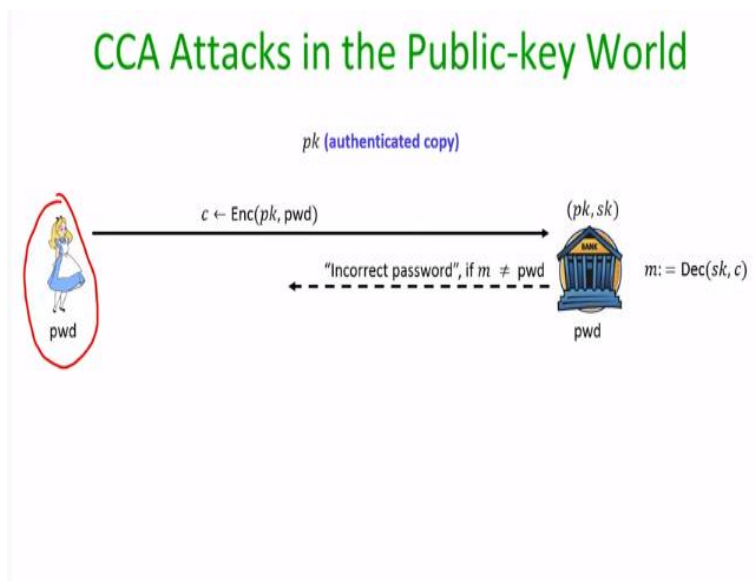 CCA Attacks in the Public-key World
pk (authenticated copy)
c ← Enc(pk, pwd)
(pk, sk)
BANK
"Incorrect password", if m ≠ pwd
m: = Dec(sk, c)
pwd
pwd